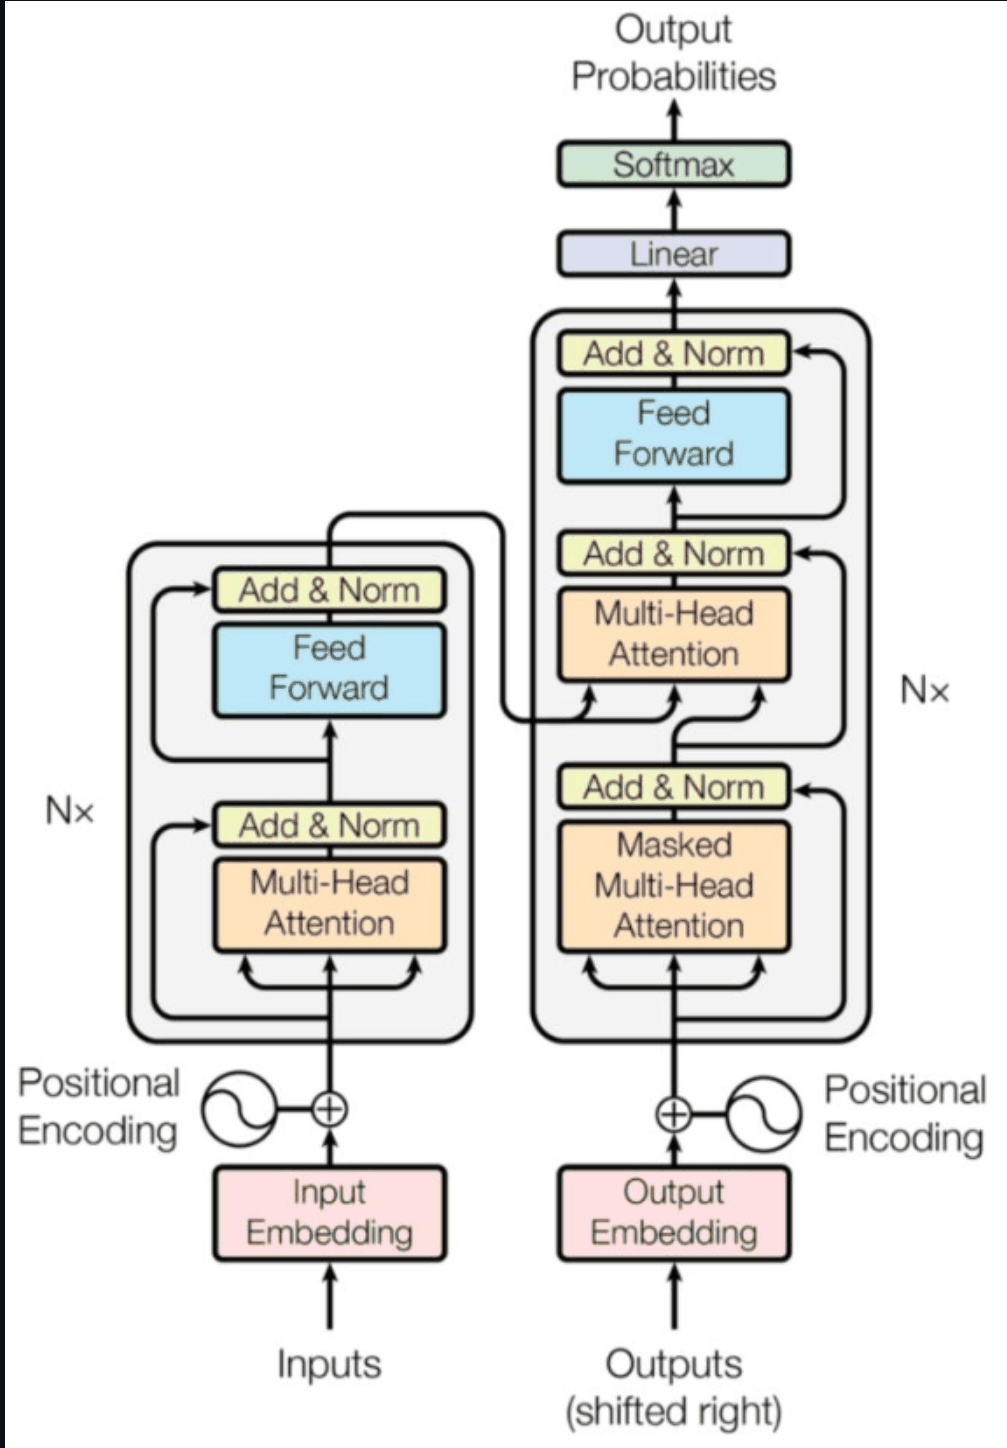 Output
Probabilities
Softmax
Linear
Add & Norm
Feed
Forward
Add & Norm
Multi-Head
Attention
Nx
Add & Norm
Masked
Multi-Head
Attention
Add & Norm
Feed
Forward
Nx
Add & Norm
Multi-Head
Attention
Positional
Encoding
Positional
Encoding
Input
Embedding
Output
Embedding
Inputs
Outputs
(shifted right)